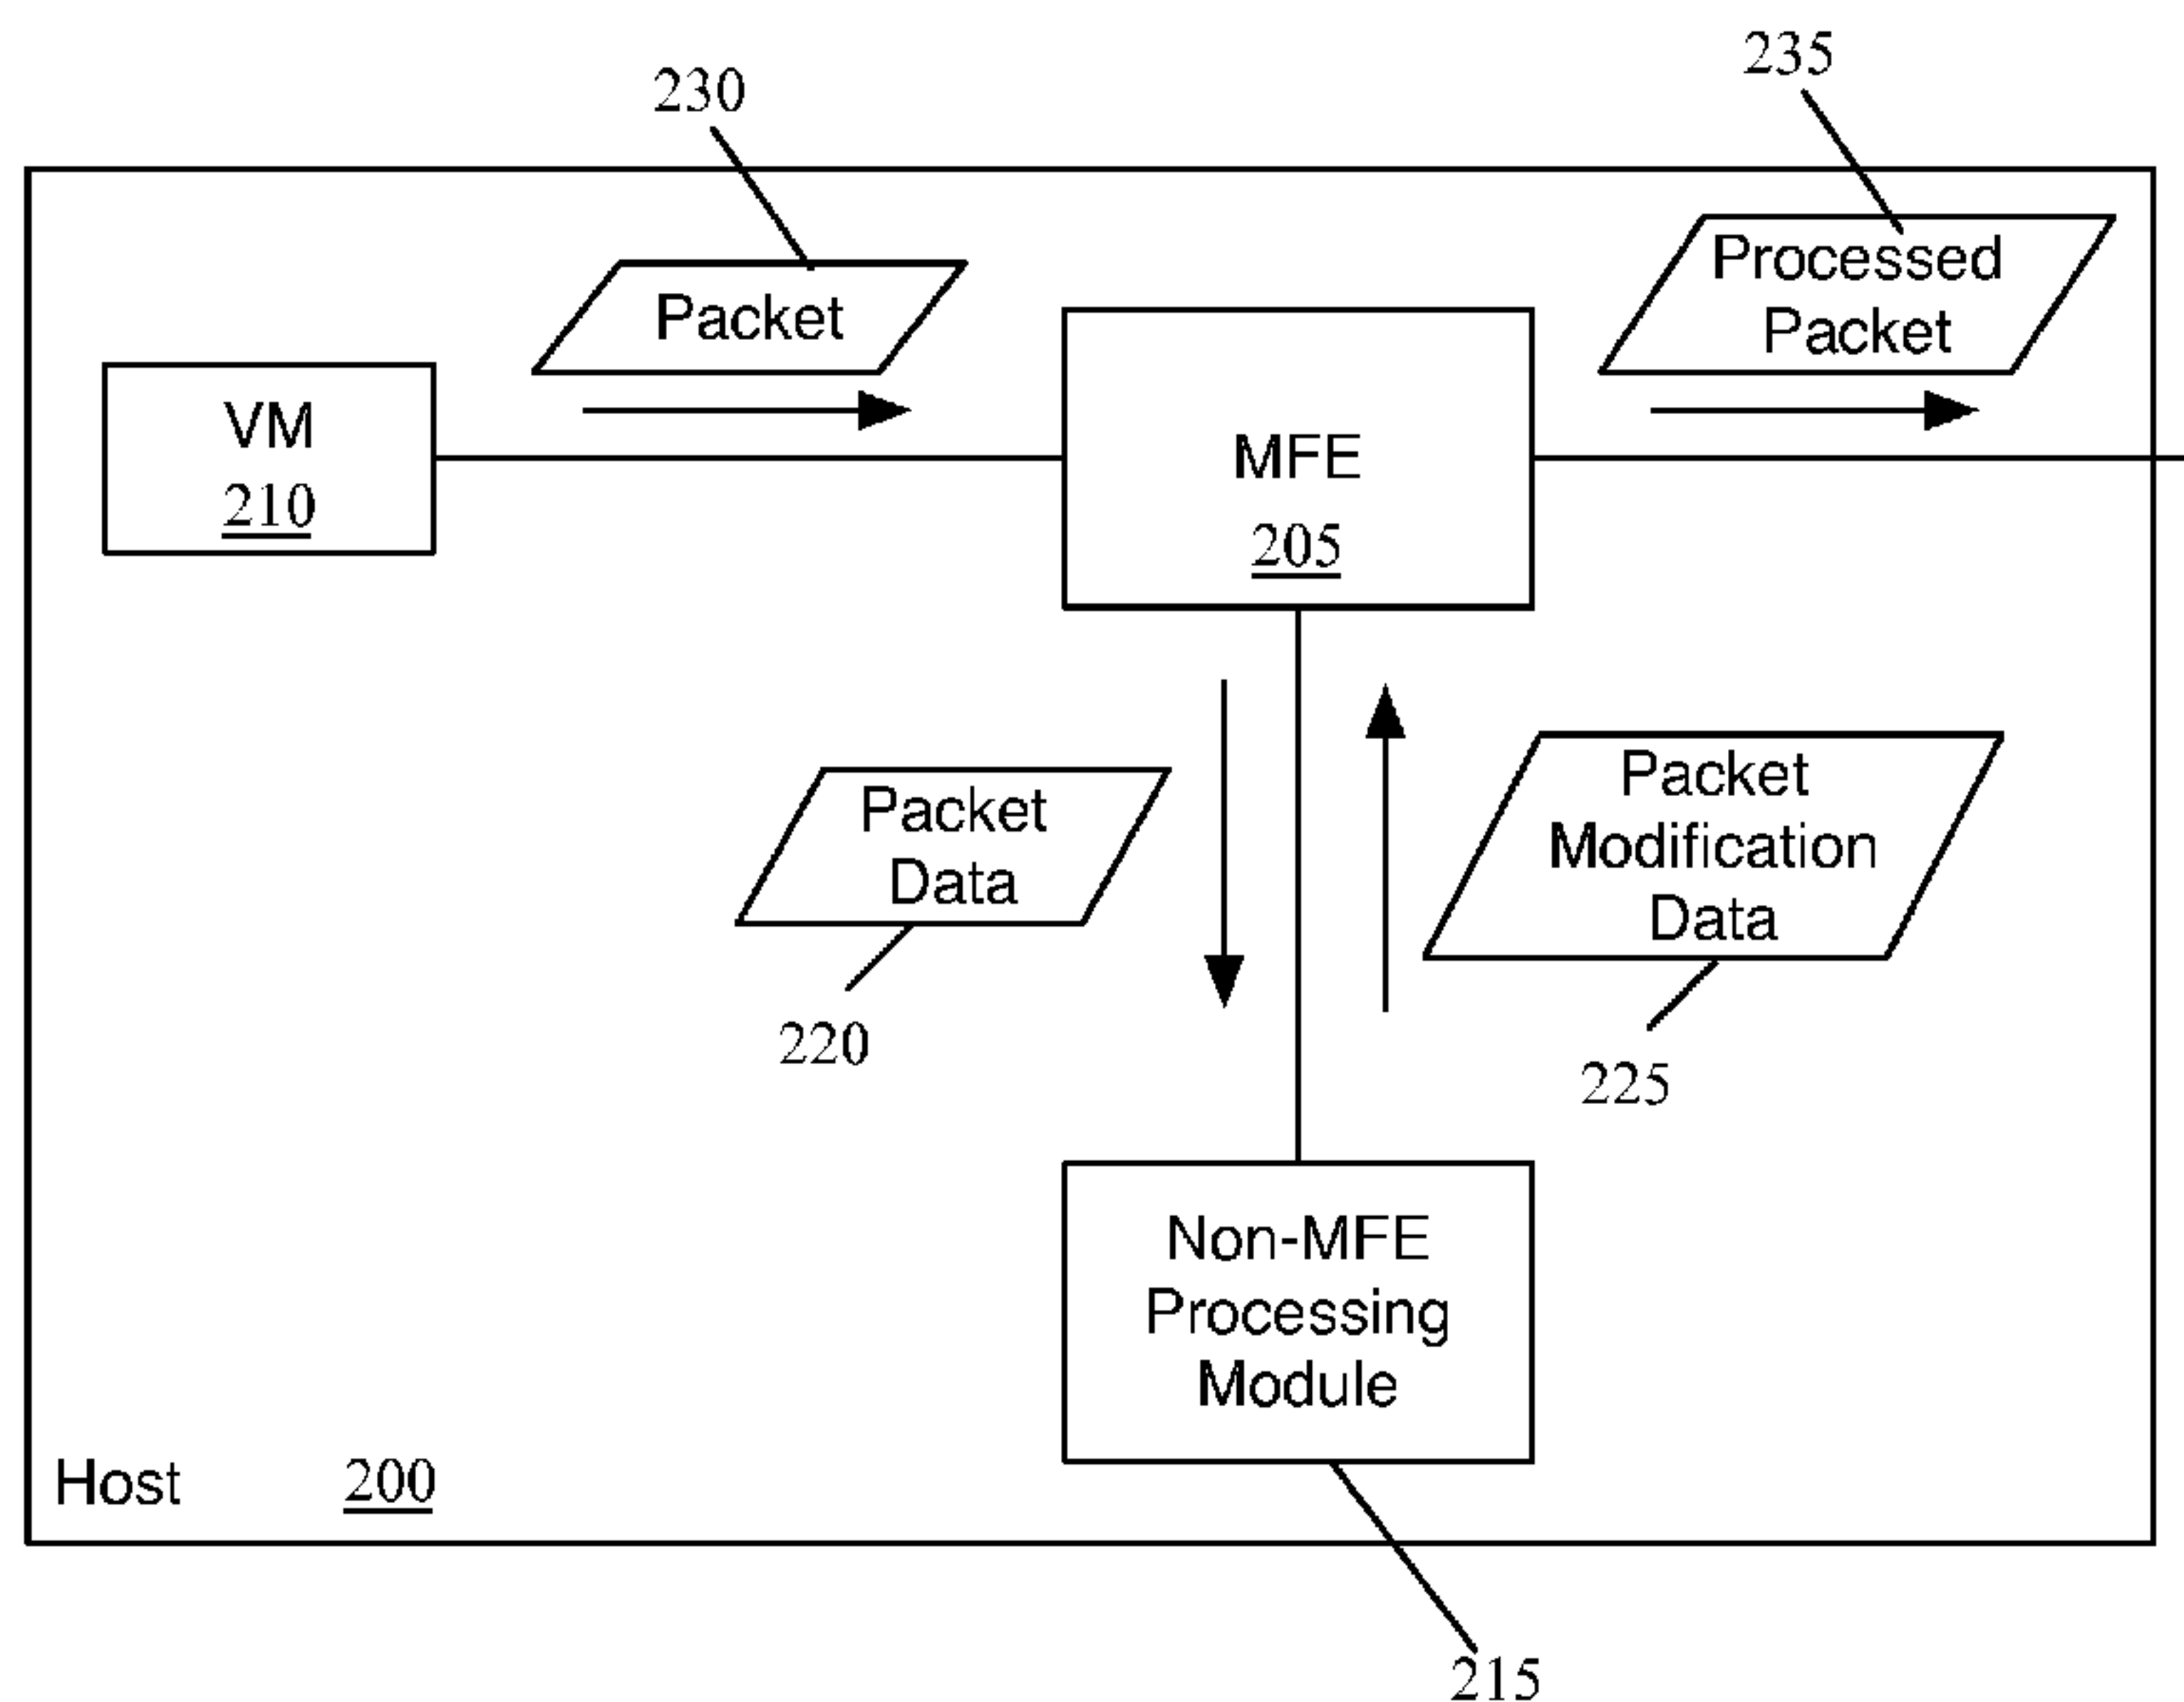 235
230
Processed
Packet
Packet
VM
210
MFE
205
Packet
Modification
Data
Packet
Data
220
225
Non-MFE
Processing
Module
Host 200
215